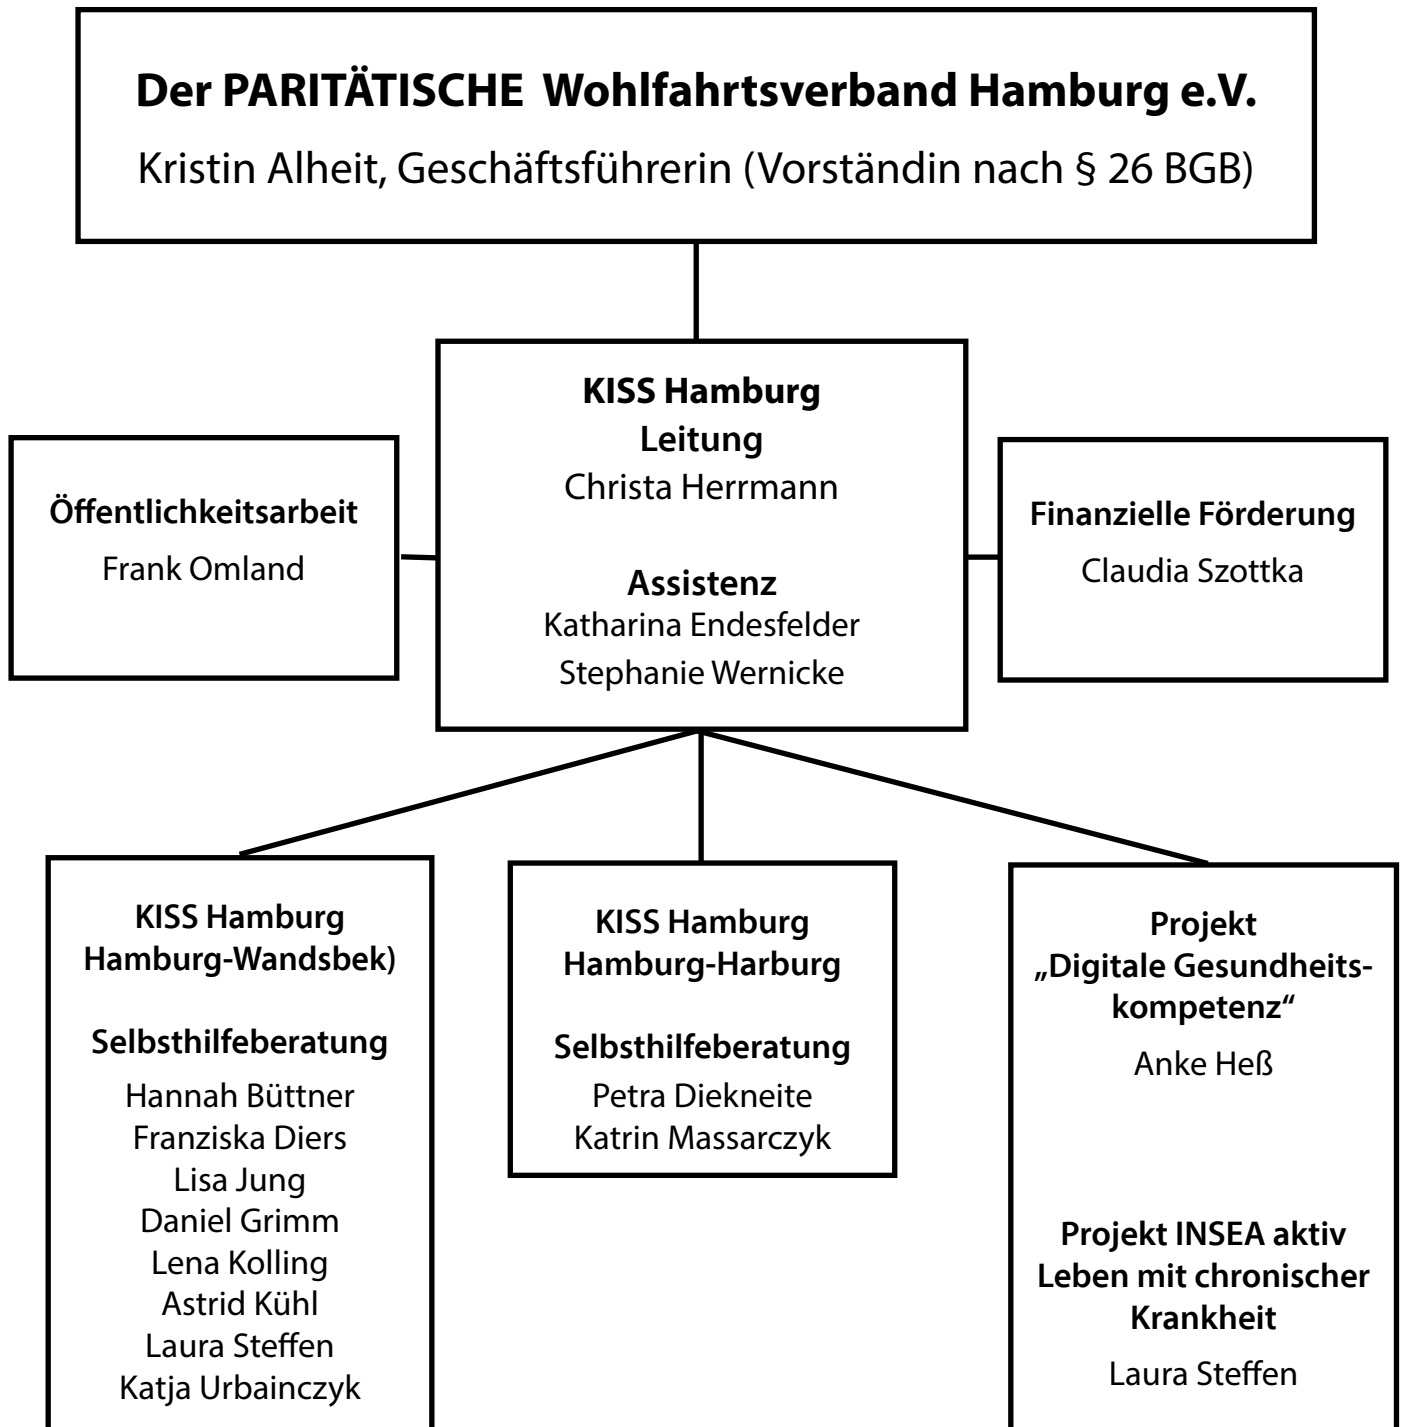 Der PARITÄTISCHE Wohlfahrtsverband Hamburg e.V.
Kristin Alheit, Geschäftsführerin (Vorständin nach § 26 BGB)
KISS Hamburg
Leitung
Christa Herrmann
Assistenz
Katharina Endesfelder
Stephanie Wernicke
Öffentlichkeitsarbeit
Frank Omland
Finanzielle Förderung
Claudia Szottka
KISS Hamburg
Hamburg-Wandsbek)
Selbsthilfeberatung
Hannah Büttner
Franziska Diers
Lisa Jung
Daniel Grimm
Lena Kolling
Astrid Kühl
Laura Steffen
Katja Urbainczyk
KISS Hamburg
Hamburg-Harburg
Selbsthilfeberatung
Petra Diekneite
Katrin Massarczyk
Projekt
„Digitale Gesundheits-
kompetenz“
Anke Heß
Projekt INSEA aktiv
Leben mit chronischer
Krankheit
Laura Steffen